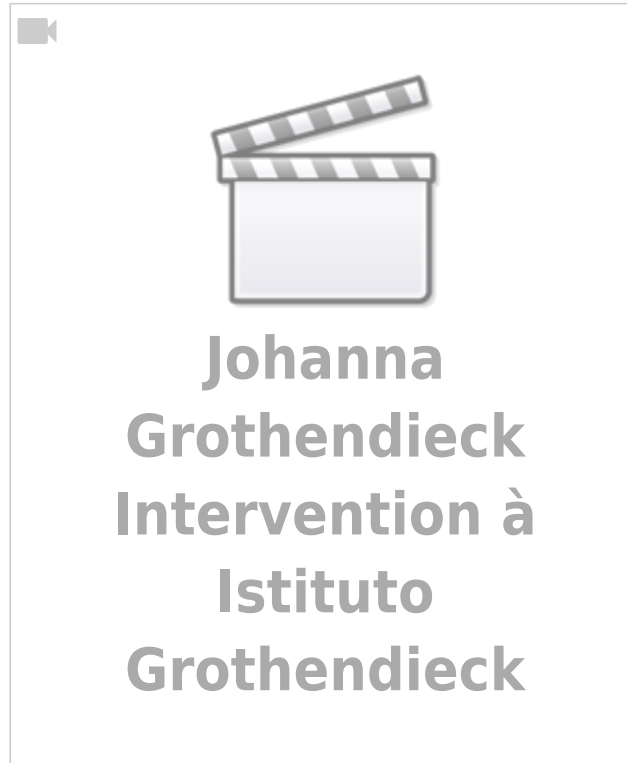 Johanna
Grothendieck
Intervention à
Istituto
Grothendieck